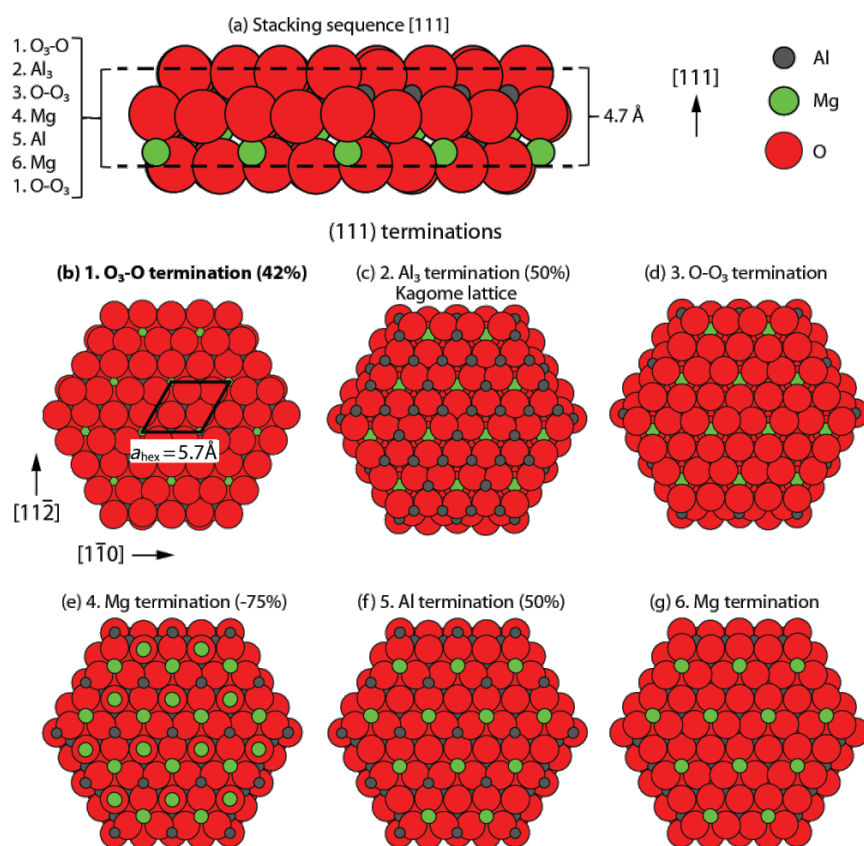 (a) Stacking sequence [111]
1. O₃-O
2. Al₃
3. O-O₃
4. Mg
5. Al
6. Mg
1. O-O₃
4.7 Å
[111]
Al
Mg
O
(111) terminations
(b) 1. O₃-O termination (42%)
(c) 2. Al₃ termination (50%)
Kagome lattice
(d) 3. O-O₃ termination
a_hex = 5.7Å
[112̅]
[11̅0]
(e) 4. Mg termination (-75%)
(f) 5. Al termination (50%)
(g) 6. Mg termination